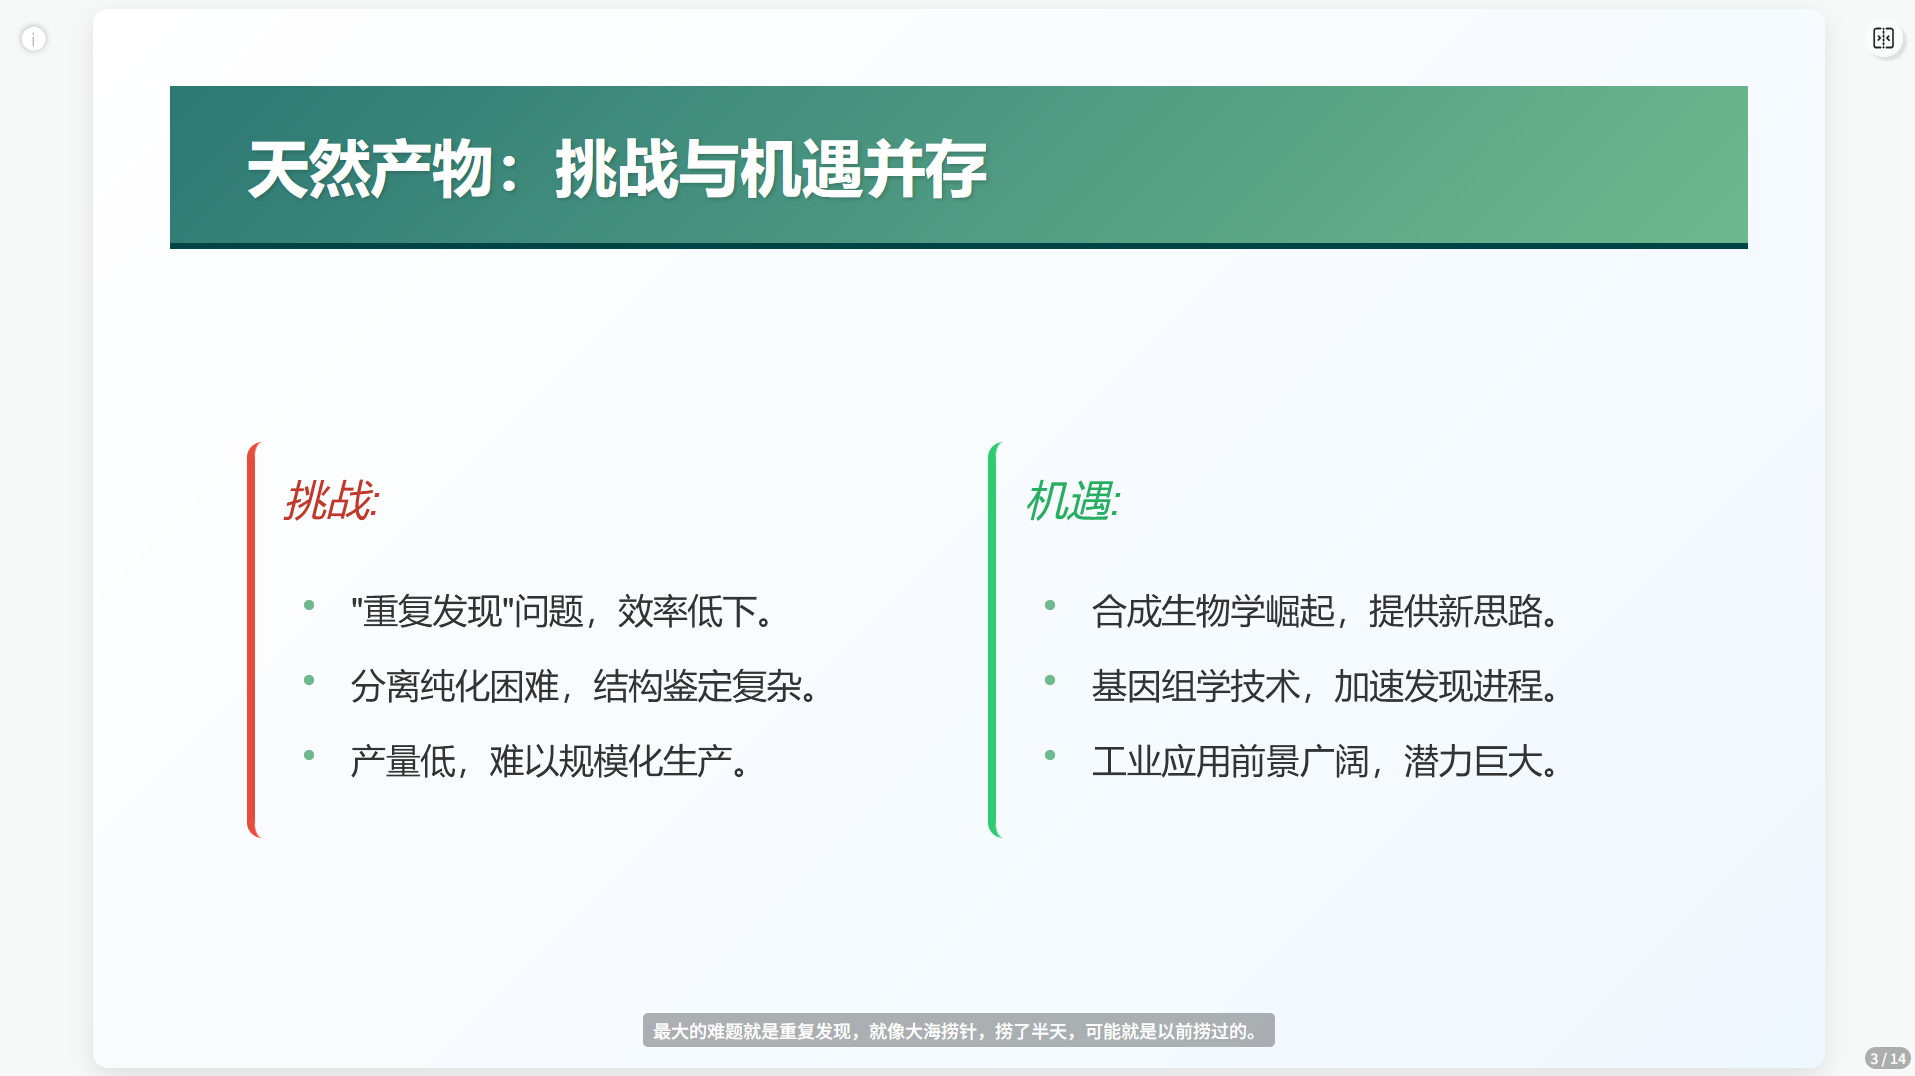 天然产物：挑战与机遇并存
挑战:
"重复发现"问题，效率低下。
分离纯化困难，结构鉴定复杂。
产量低，难以规模化生产。
机遇:
合成生物学崛起，提供新思路。
基因组学技术，加速发现进程。
工业应用前景广阔，潜力巨大。
最大的难题就是重复发现，就像大海捞针，捞了半天，可能就是以前捞过的。
3 / 14